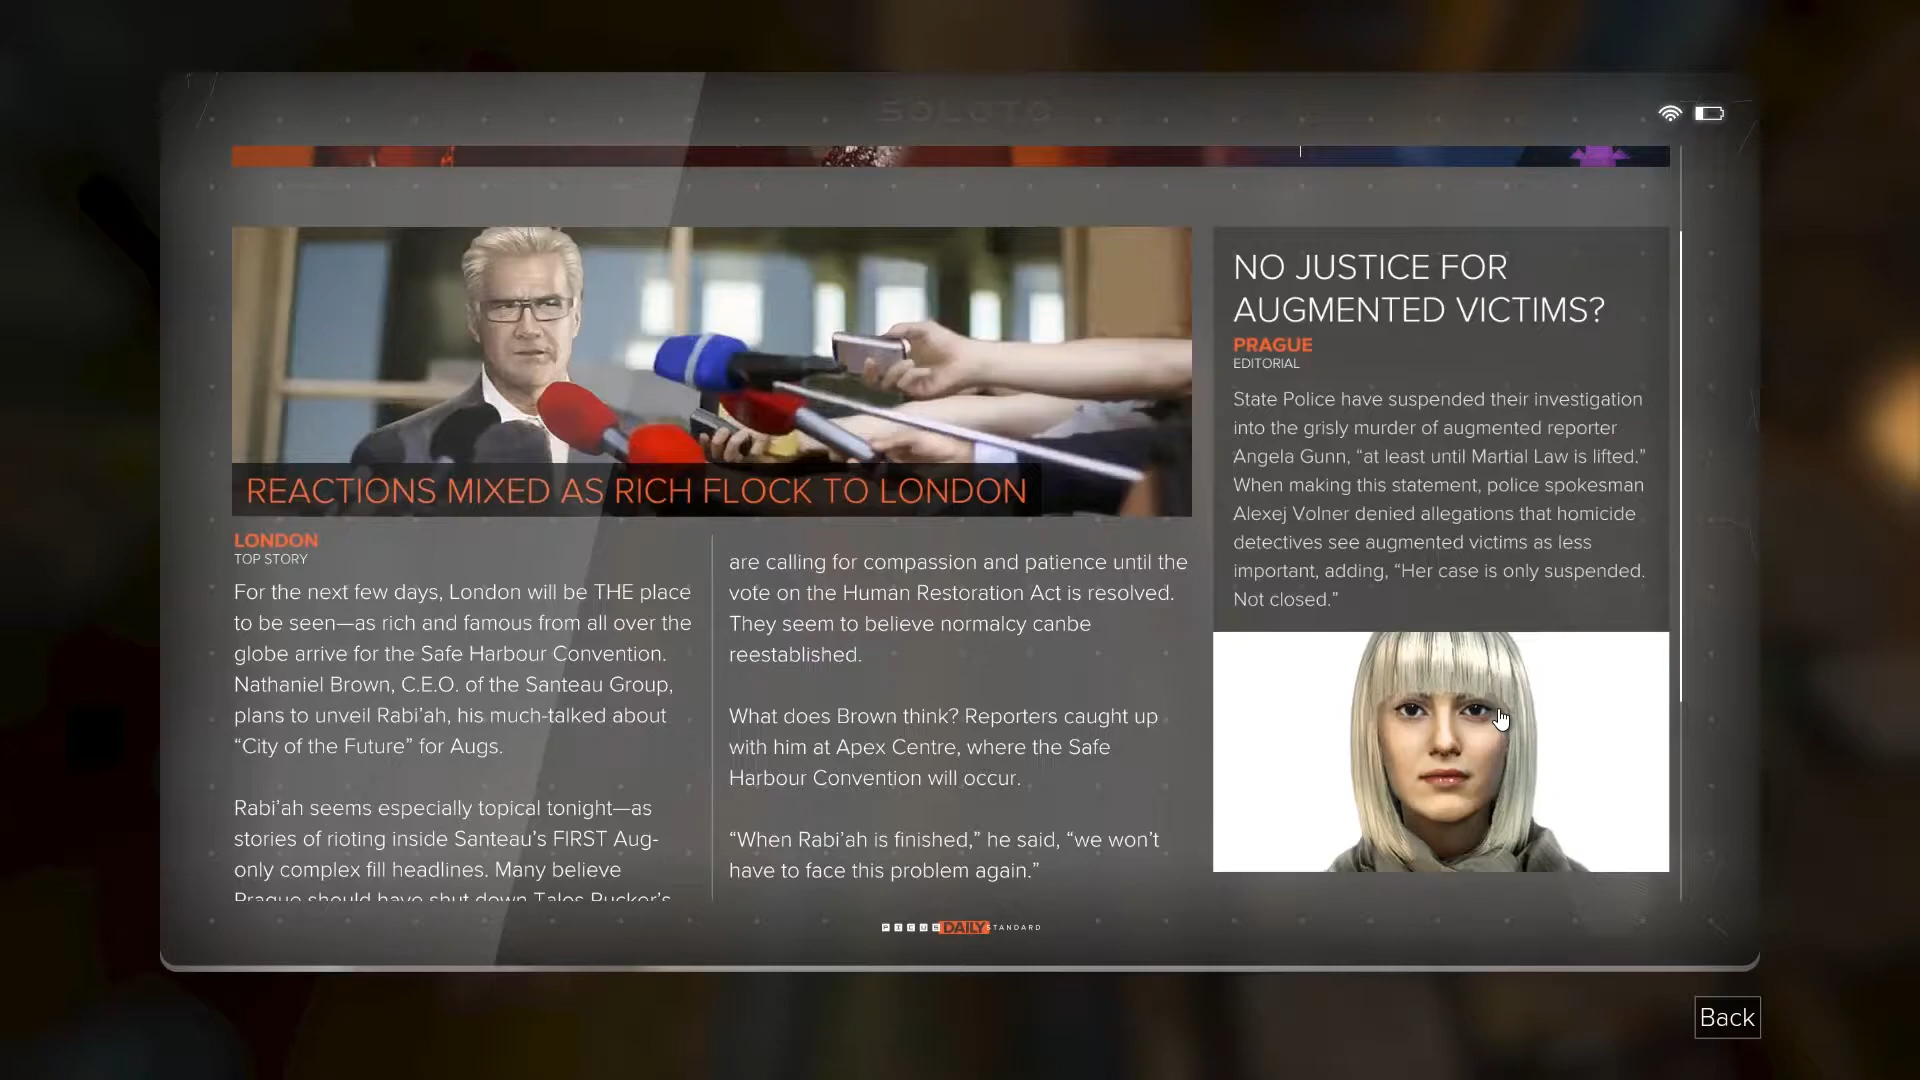 SOLOTO
REACTIONS MIXED AS RICH FLOCK TO LONDON
LONDON
TOP STORY
For the next few days, London will be THE place
to be seen—as rich and famous from all over the
globe arrive for the Safe Harbour Convention.
Nathaniel Brown, C.E.O. of the Santeau Group,
plans to unveil Rabi'ah, his much-talked about
“City of the Future” for Augs.
Rabi'ah seems especially topical tonight—as
stories of rioting inside Santeau's FIRST Aug-
only complex fill headlines. Many believe
Prague should have shut down Talos Rucker's
are calling for compassion and patience until the
vote on the Human Restoration Act is resolved.
They seem to believe normalcy canbe
reestablished.
What does Brown think? Reporters caught up
with him at Apex Centre, where the Safe
Harbour Convention will occur.
“When Rabi'ah is finished,” he said, “we won't
have to face this problem again.”
NO JUSTICE FOR
AUGMENTED VICTIMS?
PRAGUE
EDITORIAL
State Police have suspended their investigation
into the grisly murder of augmented reporter
Angela Gunn, “at least until Martial Law is lifted.”
When making this statement, police spokesman
Alexej Volner denied allegations that homicide
detectives see augmented victims as less
important, adding, “Her case is only suspended.
Not closed.”
PICUS DAILY STANDARD
Back